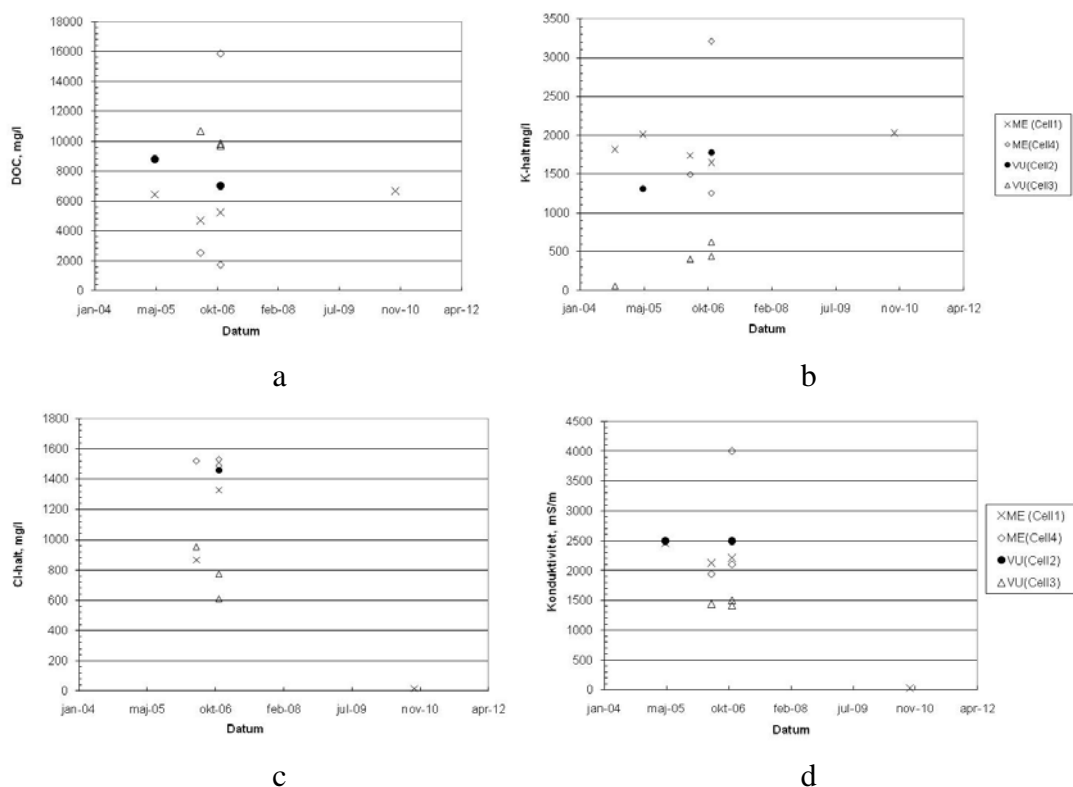 18000
16000
14000
12000
10000
8000
6000
4000
2000
0
DOC, mg/l
jan-04 maj-05 okt-06 feb-08 jul-09 nov-10 apr-12
Datum
a
3500
3000
2500
2000
1500
1000
500
0
K-halt mg/l
jan-04 maj-05 okt-06 feb-08 jul-09 nov-10 apr-12
Datum
ME (Cell1)
ME(Cell4)
VU(Cell2)
VU(Cell3)
b
1800
1600
1400
1200
1000
800
600
400
200
0
Cl-halt, mg/l
jan-04 maj-05 okt-06 feb-08 jul-09 nov-10 apr-12
Datum
c
4500
4000
3500
3000
2500
2000
1500
1000
500
0
Konduktivitet, mS/m
jan-04 maj-05 okt-06 feb-08 jul-09 nov-10 apr-12
Datum
ME (Cell1)
ME(Cell4)
VU(Cell2)
VU(Cell3)
d